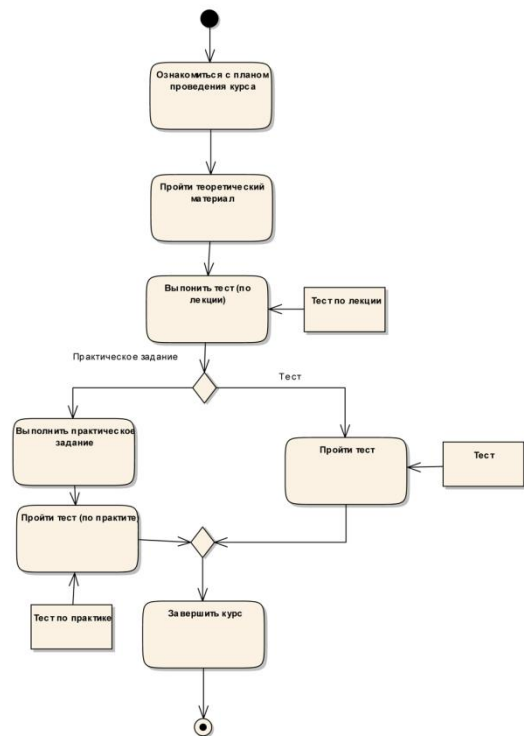 Ознакомиться с планом
проведения курса
Пройти теоретический
материал
Выпонить тест (по
лекции)
Тест по лекции
Практическое задание
Тест
Выполнить практическое
задание
Пройти тест
Тест
Пройти тест (по практите)
Тест по практике
Завершить курс